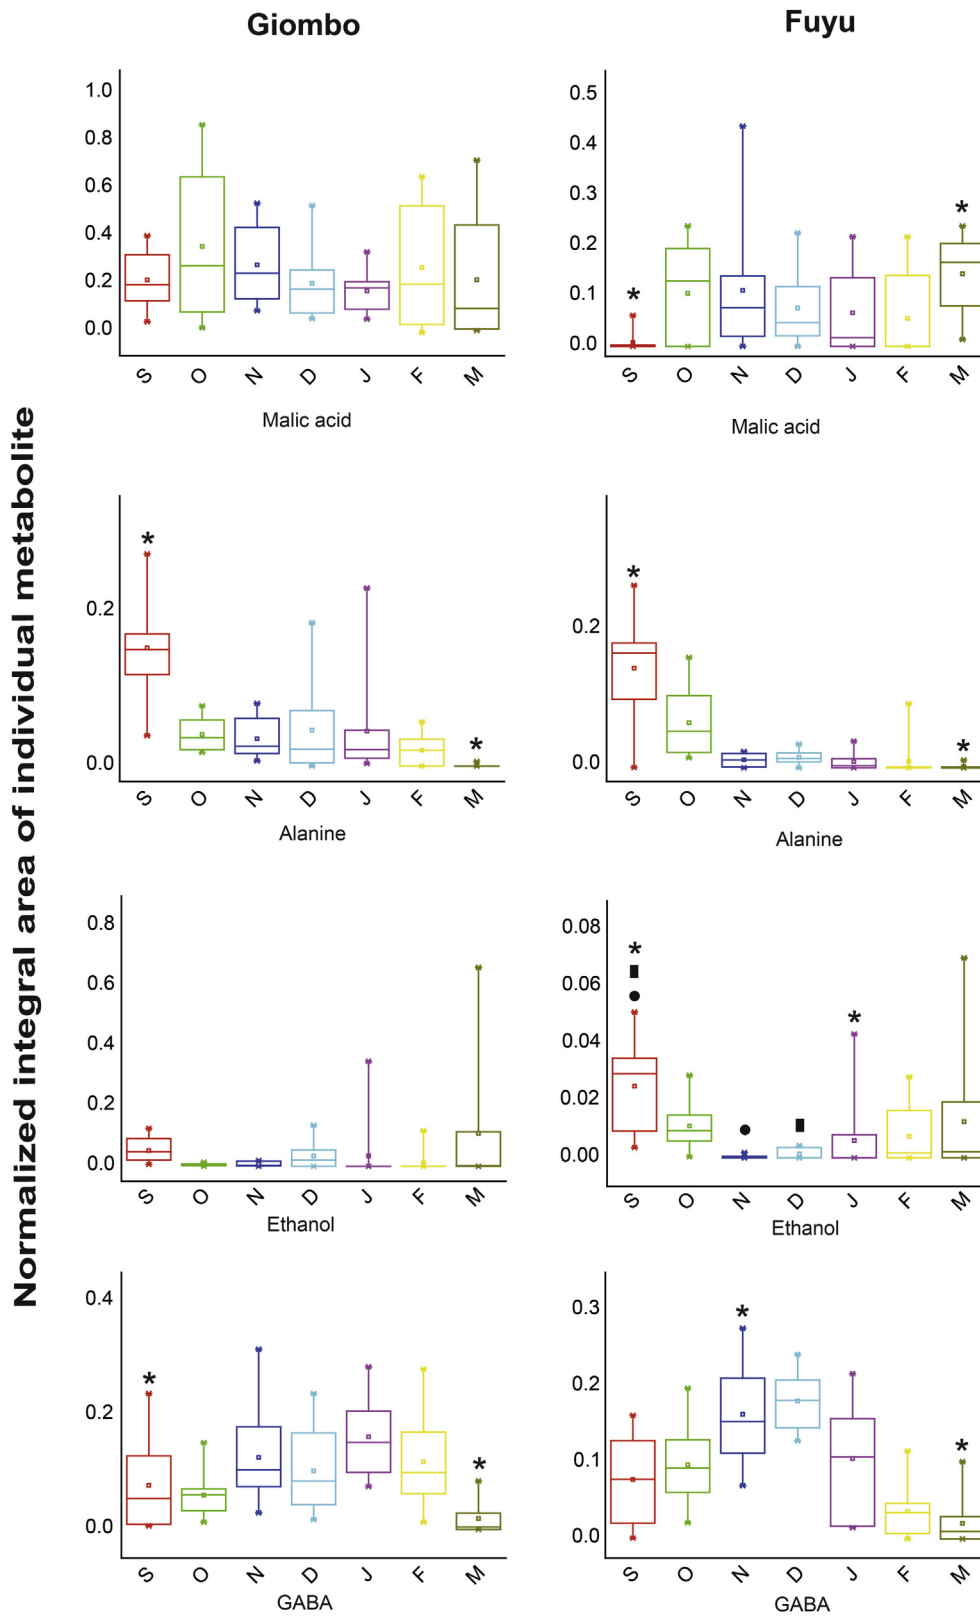 Giombo
Fuyu
Normalized integral area of individual metabolite
1.0
0.8
0.6
0.4
0.2
0.0
S O N D J F M
Malic acid
0.5
0.4
0.3
0.2
0.1
0.0
* *
S O N D J F M
Malic acid
0.2
0.0
* *
S O N D J F M
Alanine
0.2
0.0
* *
S O N D J F M
Alanine
0.8
0.6
0.4
0.2
0.0
S O N D J F M
Ethanol
0.08
0.06
0.04
0.02
0.00
* *
S O N D J F M
Ethanol
0.4
0.2
0.0
* *
S O N D J F M
GABA
0.3
0.2
0.1
0.0
* *
S O N D J F M
GABA